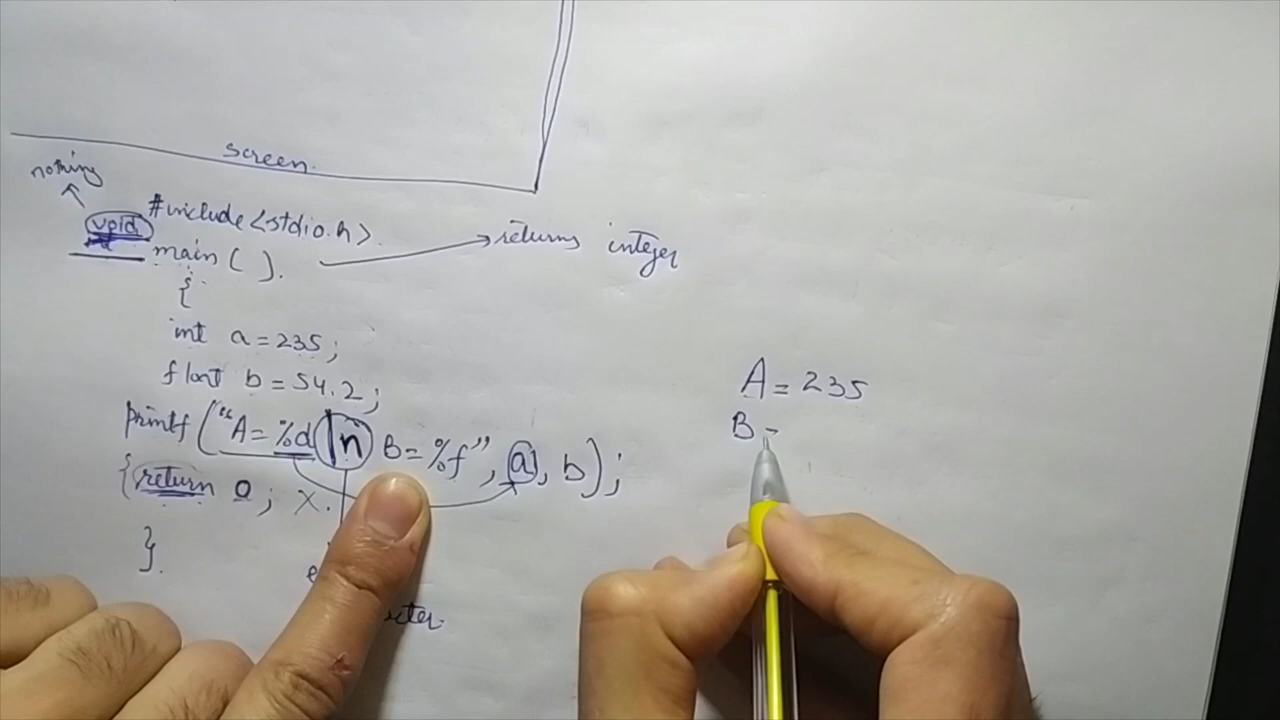 screen.
nothing
#include<stdio.h>.
void
main ( ). returns integer
{
int a = 235;
float b = 54.2;
printf ("A= %d \n B= %f", a, b);
{return 0; x.
}.
A = 235
B =